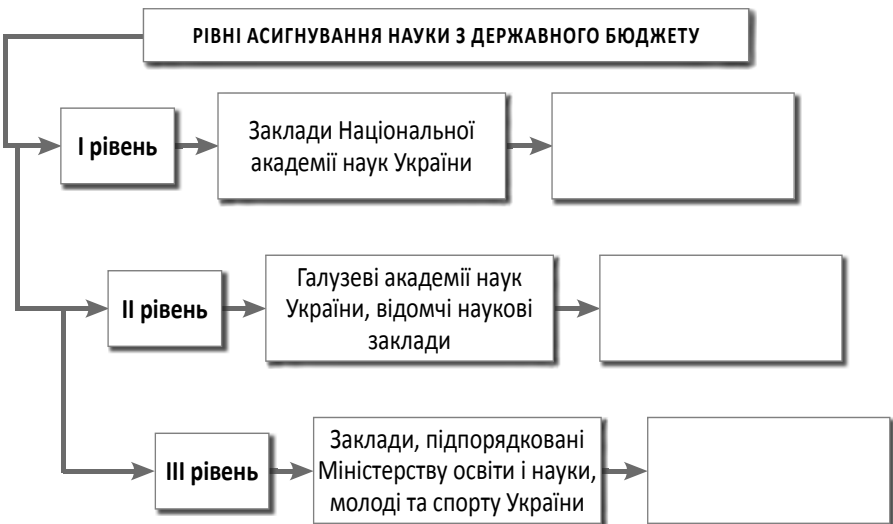 РІВНІ АСИГНУВАННЯ НАУКИ З ДЕРЖАВНОГО БЮДЖЕТУ
І рівень
Заклади Національної
академії наук України
ІІ рівень
Галузеві академії наук
України, відомчі наукові
заклади
ІІІ рівень
Заклади, підпорядковані
Міністерству освіти і науки,
молоді та спорту України